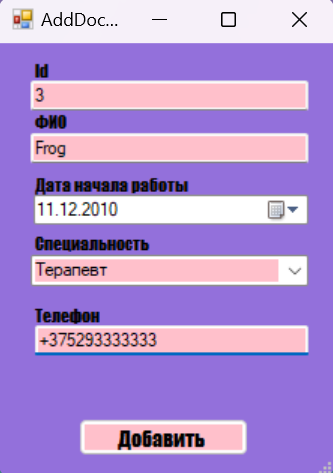 AddDoc...
Id
3
ФИО
Frog
Дата начала работы
11.12.2010
Специальность
Терапевт
Телефон
+375293333333
Добавить